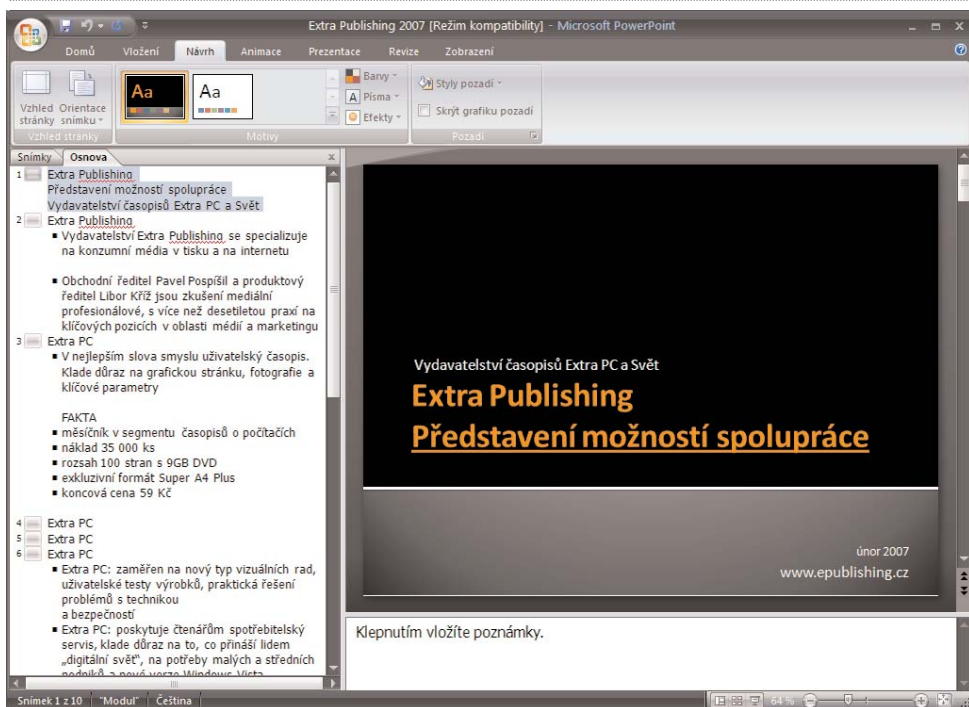 Extra Publishing 2007 [Režim kompatibility] - Microsoft PowerPoint
Domů Vložení Návrh Animace Prezentace Revize Zobrazení
Vzhled stránky
Orientace snímku
Aa
Aa
Barvy
Písma
Efekty
Styly pozadí
Skrýt grafiku pozadí
Vzhled stránky
Motivy
Pozadí
Snímky Osnova
1 Extra Publishing
Představení možností spolupráce
Vydavatelství časopisů Extra PC a Svět
2 Extra Publishing
Vydavatelství Extra Publishing se specializuje
na konzumní média v tisku a na internetu
Obchodní ředitel Pavel Pospíšil a produktový
ředitel Libor Kříž jsou zkušení mediální
profesionálové, s více než desetiletou praxí na
klíčových pozicích v oblasti médií a marketingu
3 Extra PC
V nejlepším slova smyslu uživatelský časopis.
Klade důraz na grafickou stránku, fotografie a
klíčové parametry
FAKTA
měsíčník v segmentu časopisů o počítačích
náklad 35 000 ks
rozsah 100 stran s 9GB DVD
exkluzivní formát Super A4 Plus
koncová cena 59 Kč
4 Extra PC
5 Extra PC
6 Extra PC
Extra PC: zaměřen na nový typ vizuálních rad,
uživatelské testy výrobků, praktická řešení
problémů s technikou
a bezpečností
Extra PC: poskytuje čtenářům spotřebitelský
servis, klade důraz na to, co přináší lidem
„digitální svět", na potřeby malých a středních
podniků a nové verze Windows Vista
Vydavatelství časopisů Extra PC a Svět
Extra Publishing
Představení možností spolupráce
únor 2007
www.epublishing.cz
Klepnutím vložíte poznámky.
Snímek 1 z 10 "Modul" Čeština
64 %